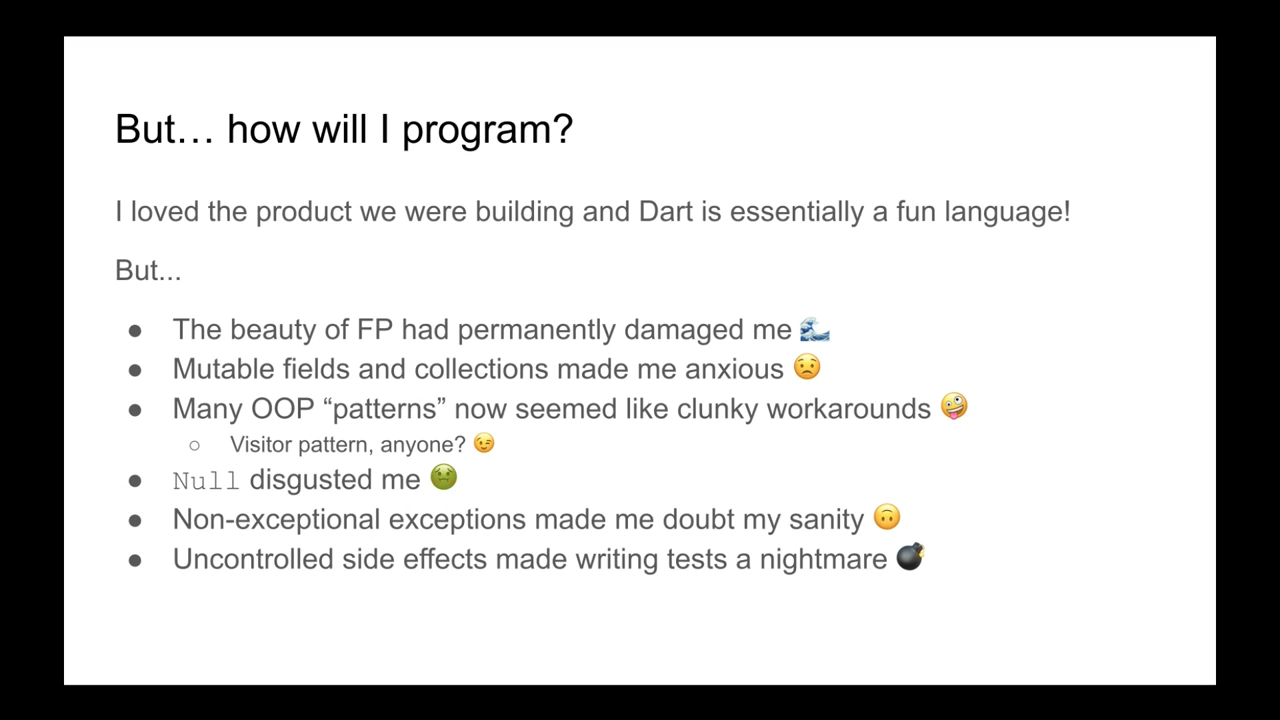 But… how will I program?
I loved the product we were building and Dart is essentially a fun language!
But...
● The beauty of FP had permanently damaged me 🌊
● Mutable fields and collections made me anxious 😟
● Many OOP “patterns” now seemed like clunky workarounds 🤪
○ Visitor pattern, anyone? 😉
● Null disgusted me 🤢
● Non-exceptional exceptions made me doubt my sanity 🙃
● Uncontrolled side effects made writing tests a nightmare 💣